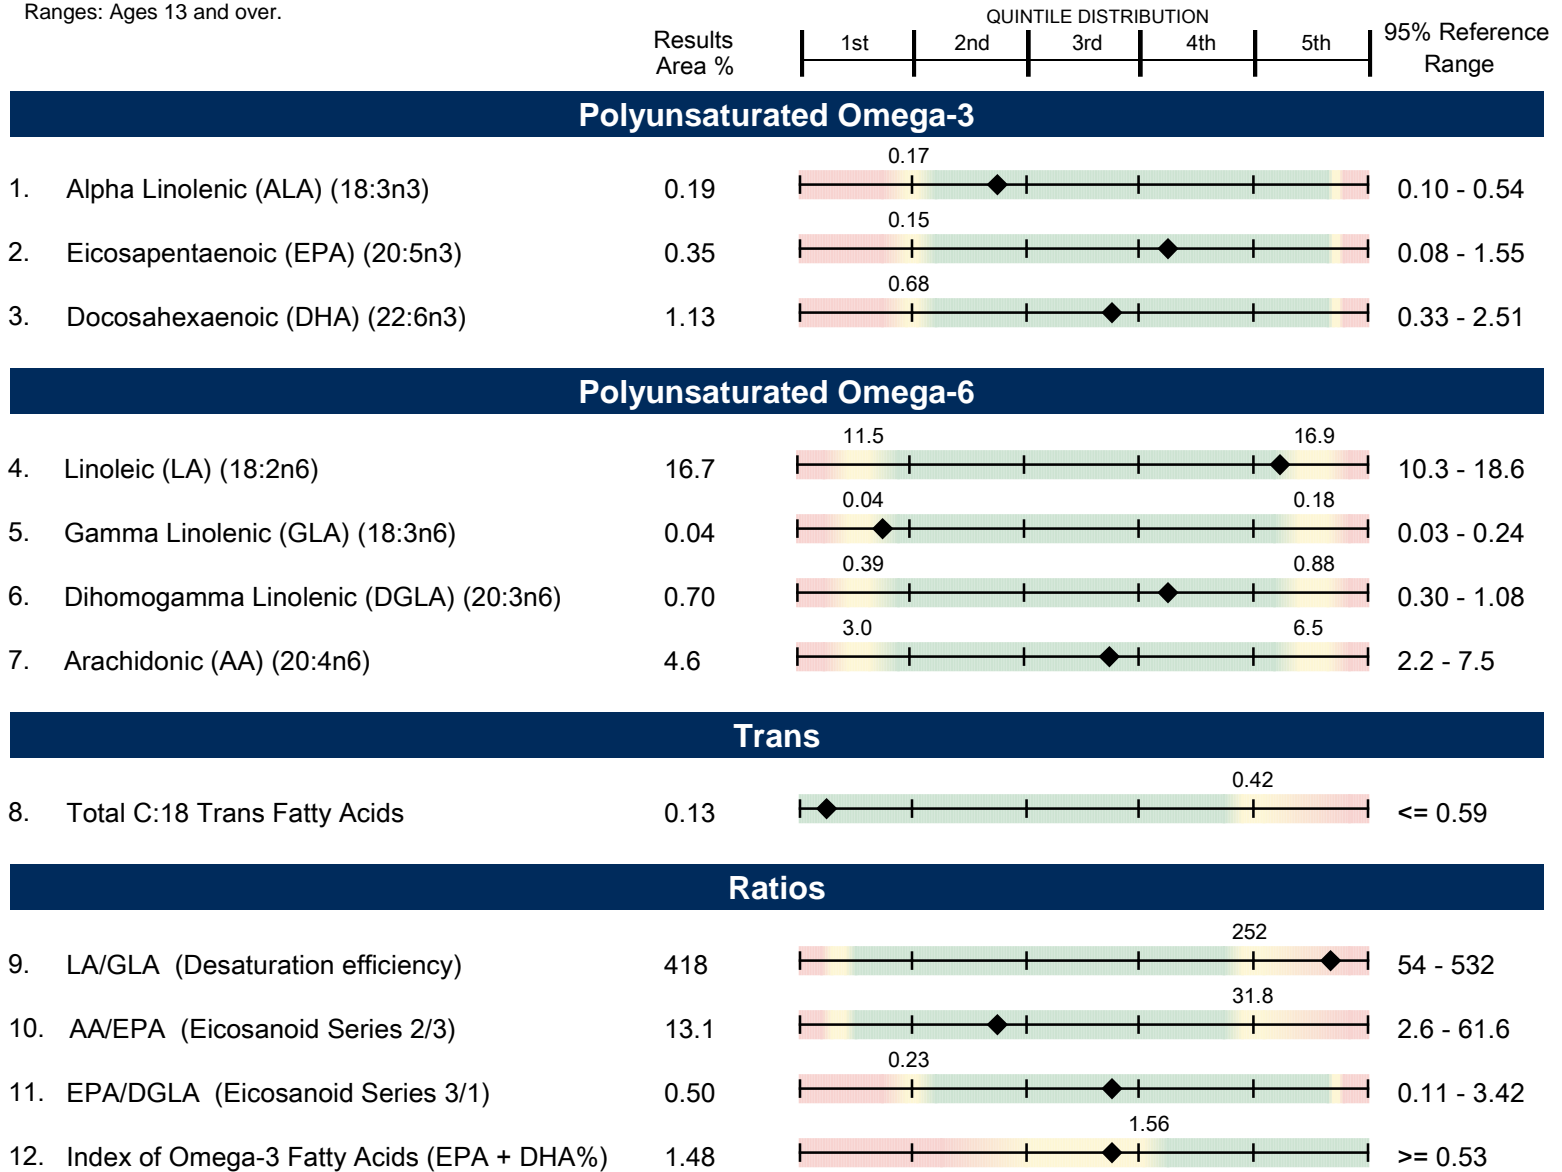 Ranges: Ages 13 and over.
QUINTILE DISTRIBUTION
Results Area %
1st 2nd 3rd 4th 5th
95% Reference Range
Polyunsaturated Omega-3
0.17
1. Alpha Linolenic (ALA) (18:3n3) 0.19 0.10 - 0.54
0.15
2. Eicosapentaenoic (EPA) (20:5n3) 0.35 0.08 - 1.55
0.68
3. Docosahexaenoic (DHA) (22:6n3) 1.13 0.33 - 2.51
Polyunsaturated Omega-6
11.5 16.9
4. Linoleic (LA) (18:2n6) 16.7 10.3 - 18.6
0.04 0.18
5. Gamma Linolenic (GLA) (18:3n6) 0.04 0.03 - 0.24
0.39 0.88
6. Dihomogamma Linolenic (DGLA) (20:3n6) 0.70 0.30 - 1.08
3.0 6.5
7. Arachidonic (AA) (20:4n6) 4.6 2.2 - 7.5
Trans
0.42
8. Total C:18 Trans Fatty Acids 0.13 <= 0.59
Ratios
252
9. LA/GLA (Desaturation efficiency) 418 54 - 532
31.8
10. AA/EPA (Eicosanoid Series 2/3) 13.1 2.6 - 61.6
0.23
11. EPA/DGLA (Eicosanoid Series 3/1) 0.50 0.11 - 3.42
1.56
12. Index of Omega-3 Fatty Acids (EPA + DHA%) 1.48 >= 0.53